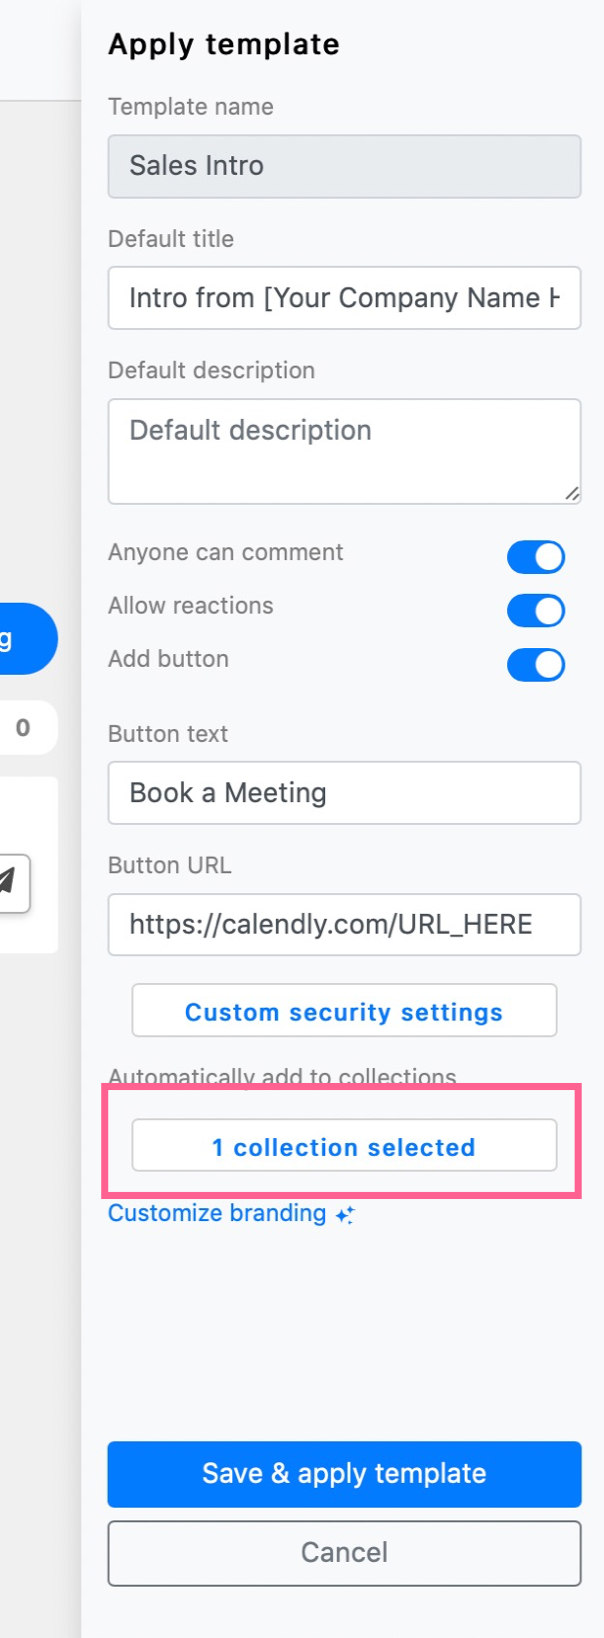 Apply template
Template name
Sales Intro
Default title
Intro from [Your Company Name H
Default description
Default description
Anyone can comment
Allow reactions
g
Add button
0
Button text
Book a Meeting
Button URL
https://calendly.com/URL_HERE
Custom security settings
Automatically add to collections
1 collection selected
Customize branding
Save & apply template
Cancel